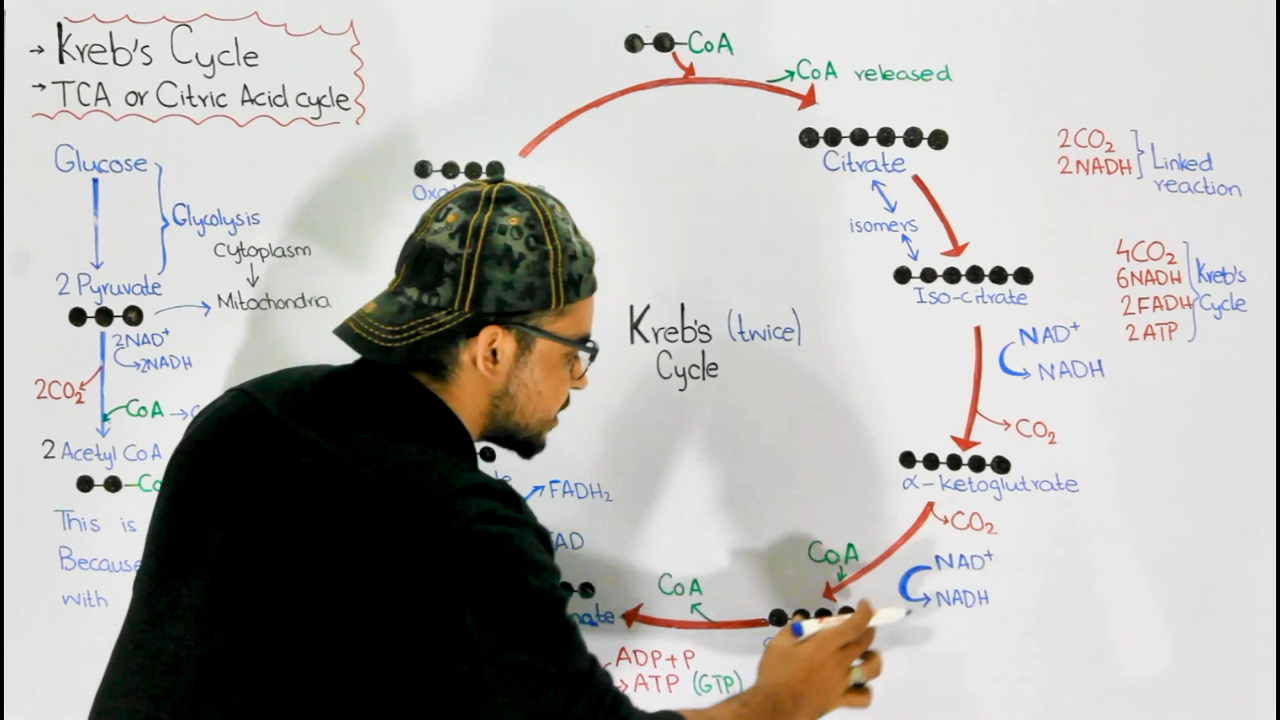 → Kreb's Cycle
→ TCA or Citric Acid cycle
Glucose
Glycolysis
Cytoplasm
Mitochondria
2 Pyruvate
2NAD⁺
2NADH
2CO₂
CoA
2 Acetyl CoA
This is
Because
with
CoA
CoA released
Citrate
isomers
Iso-citrate
NAD⁺
NADH
CO₂
α-ketoglutrate
CO₂
NAD⁺
NADH
CoA
CoA
ADP+P
ATP (GTP)
FADH₂
Kreb's (twice)
Cycle
2CO₂
2NADH
Linked
reaction
4CO₂
6NADH
2FADH
2ATP
Kreb's
Cycle